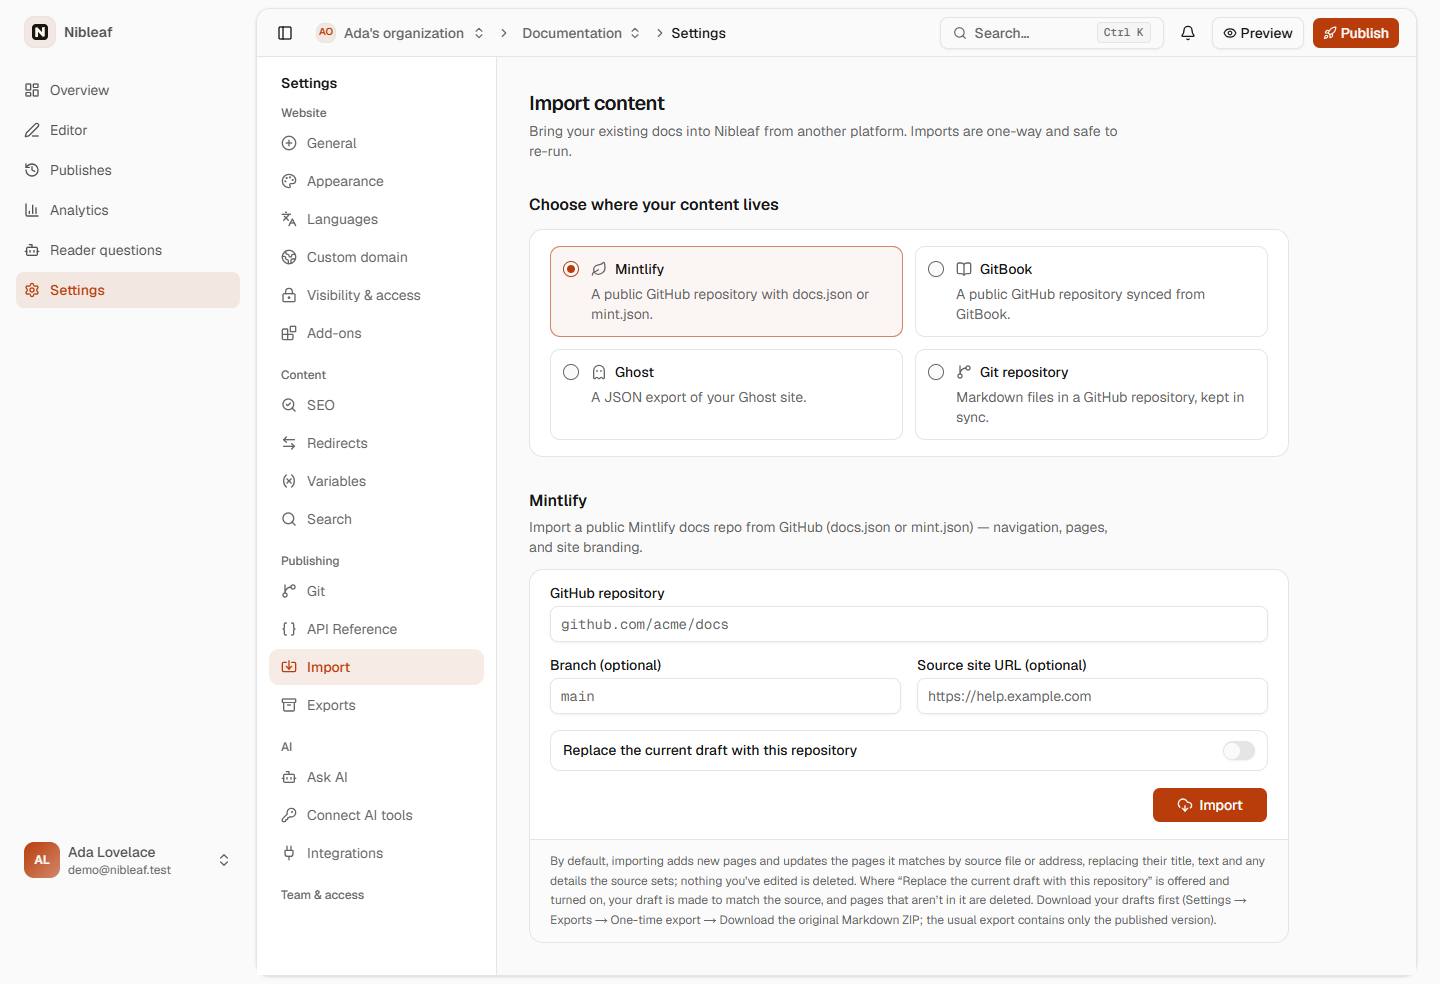 Nibleaf
Overview
Editor
Publishes
Analytics
Reader questions
Settings
AL
Ada Lovelace
demo@nibleaf.test
AO
Ada's organization
Documentation
Settings
Search...
Ctrl K
Preview
Publish
Settings
Website
General
Appearance
Languages
Custom domain
Visibility & access
Add-ons
Content
SEO
Redirects
Variables
Search
Publishing
Git
API Reference
Import
Exports
AI
Ask AI
Connect AI tools
Integrations
Team & access
Import content
Bring your existing docs into Nibleaf from another platform. Imports are one-way and safe to
re-run.
Choose where your content lives
Mintlify
A public GitHub repository with docs.json or
mint.json.
GitBook
A public GitHub repository synced from
GitBook.
Ghost
A JSON export of your Ghost site.
Git repository
Markdown files in a GitHub repository, kept in
sync.
Mintlify
Import a public Mintlify docs repo from GitHub (docs.json or mint.json) — navigation, pages,
and site branding.
GitHub repository
github.com/acme/docs
Branch (optional)
main
Source site URL (optional)
https://help.example.com
Replace the current draft with this repository
Import
By default, importing adds new pages and updates the pages it matches by source file or address, replacing their title, text and any
details the source sets; nothing you've edited is deleted. Where “Replace the current draft with this repository” is offered and
turned on, your draft is made to match the source, and pages that aren't in it are deleted. Download your drafts first (Settings →
Exports → One-time export → Download the original Markdown ZIP; the usual export contains only the published version).